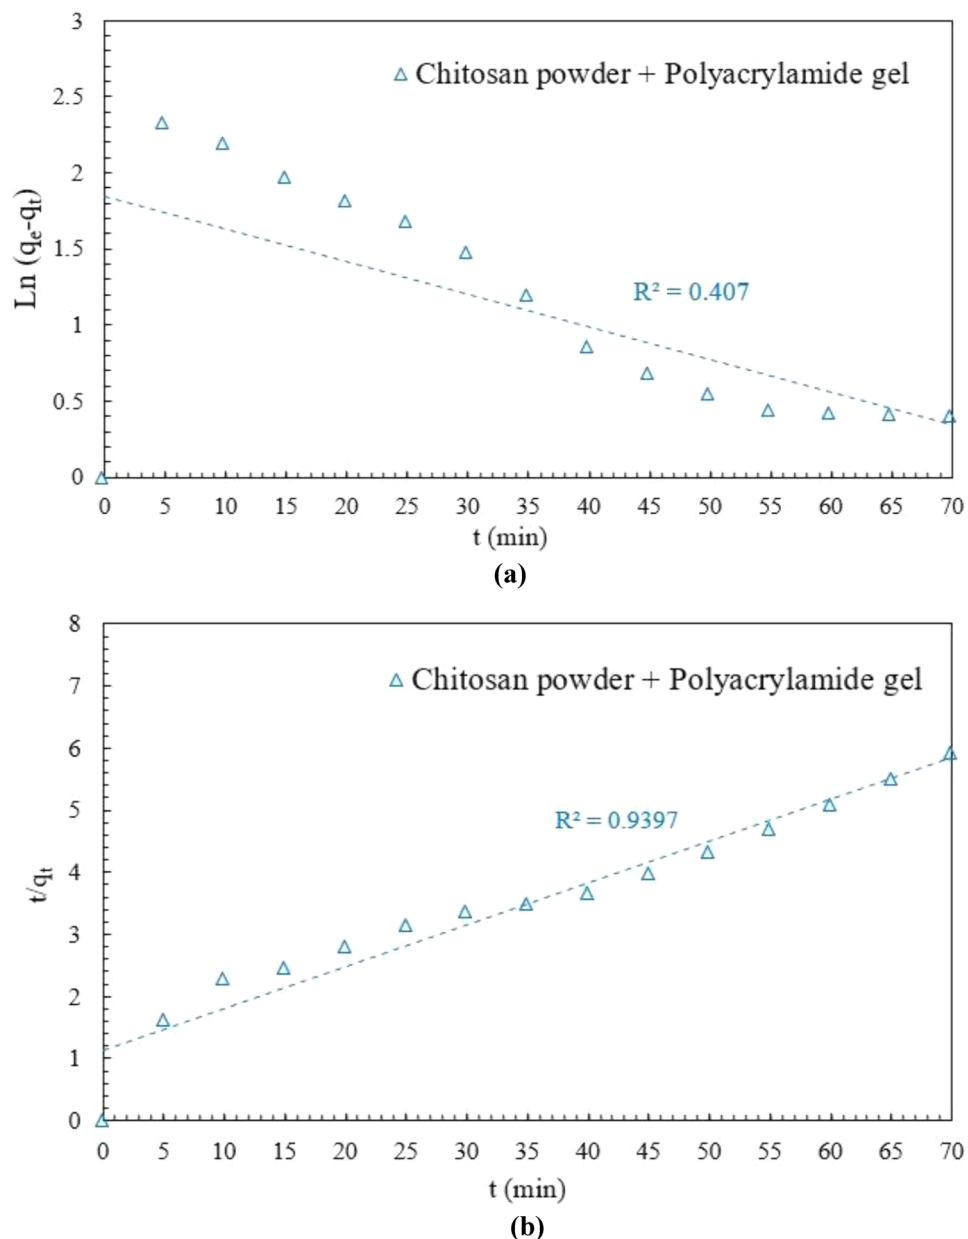 3
Chitosan powder + Polyacrylamide gel
2.5
2
1.5
R² = 0.407
1
0.5
0
Ln (qe-qt)
0 5 10 15 20 25 30 35 40 45 50 55 60 65 70
t (min)
(a)
8
7
Chitosan powder + Polyacrylamide gel
6
5
R² = 0.9397
4
3
2
1
0
t/qt
0 5 10 15 20 25 30 35 40 45 50 55 60 65 70
t (min)
(b)